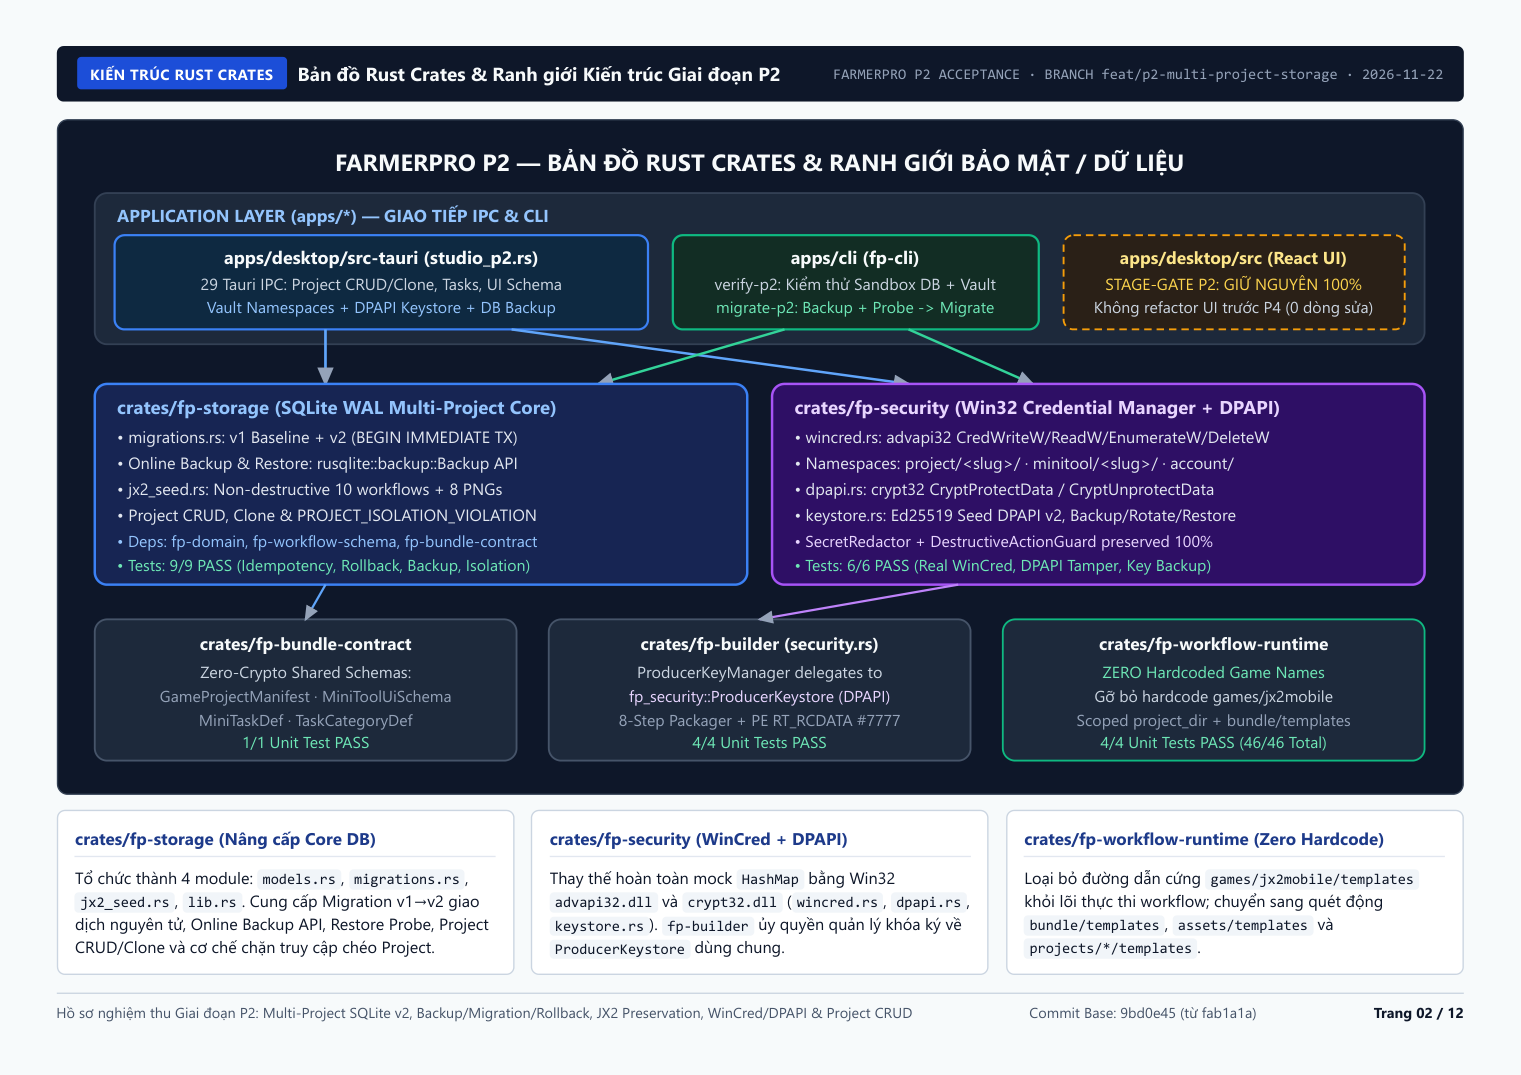 KIẾN TRÚC RUST CRATES
Bản đồ Rust Crates & Ranh giới Kiến trúc Giai đoạn P2
FARMERPRO P2 ACCEPTANCE · BRANCH feat/p2-multi-project-storage · 2026-11-22
FARMERPRO P2 — BẢN ĐỒ RUST CRATES & RANH GIỚI BẢO MẬT / DỮ LIỆU
APPLICATION LAYER (apps/*) — GIAO TIẾP IPC & CLI
apps/desktop/src-tauri (studio_p2.rs)
29 Tauri IPC: Project CRUD/Clone, Tasks, UI Schema
Vault Namespaces + DPAPI Keystore + DB Backup
apps/cli (fp-cli)
verify-p2: Kiểm thử Sandbox DB + Vault
migrate-p2: Backup + Probe -> Migrate
apps/desktop/src (React UI)
STAGE-GATE P2: GIỮ NGUYÊN 100%
Không refactor UI trước P4 (0 dòng sửa)
crates/fp-storage (SQLite WAL Multi-Project Core)
• migrations.rs: v1 Baseline + v2 (BEGIN IMMEDIATE TX)
• Online Backup & Restore: rusqlite::backup::Backup API
• jx2_seed.rs: Non-destructive 10 workflows + 8 PNGs
• Project CRUD, Clone & PROJECT_ISOLATION_VIOLATION
• Deps: fp-domain, fp-workflow-schema, fp-bundle-contract
• Tests: 9/9 PASS (Idempotency, Rollback, Backup, Isolation)
crates/fp-security (Win32 Credential Manager + DPAPI)
• wincred.rs: advapi32 CredWriteW/ReadW/EnumerateW/DeleteW
• Namespaces: project/<slug>/ · minitool/<slug>/ · account/
• dpapi.rs: crypt32 CryptProtectData / CryptUnprotectData
• keystore.rs: Ed25519 Seed DPAPI v2, Backup/Rotate/Restore
• SecretRedactor + DestructiveActionGuard preserved 100%
• Tests: 6/6 PASS (Real WinCred, DPAPI Tamper, Key Backup)
crates/fp-bundle-contract
Zero-Crypto Shared Schemas:
GameProjectManifest · MiniToolUiSchema
MiniTaskDef · TaskCategoryDef
1/1 Unit Test PASS
crates/fp-builder (security.rs)
ProducerKeyManager delegates to
fp_security::ProducerKeystore (DPAPI)
8-Step Packager + PE RT_RCDATA #7777
4/4 Unit Tests PASS
crates/fp-workflow-runtime
ZERO Hardcoded Game Names
Gỡ bỏ hardcode games/jx2mobile
Scoped project_dir + bundle/templates
4/4 Unit Tests PASS (46/46 Total)
crates/fp-storage (Nâng cấp Core DB)
Tổ chức thành 4 module: models.rs, migrations.rs,
jx2_seed.rs, lib.rs. Cung cấp Migration v1→v2 giao
dịch nguyên tử, Online Backup API, Restore Probe, Project
CRUD/Clone và cơ chế chặn truy cập chéo Project.
crates/fp-security (WinCred + DPAPI)
Thay thế hoàn toàn mock HashMap bằng Win32
advapi32.dll và crypt32.dll (wincred.rs, dpapi.rs,
keystore.rs). fp-builder ủy quyền quản lý khóa ký về
ProducerKeystore dùng chung.
crates/fp-workflow-runtime (Zero Hardcode)
Loại bỏ đường dẫn cứng games/jx2mobile/templates
khỏi lõi thực thi workflow; chuyển sang quét động
bundle/templates, assets/templates và
projects/*/templates.
Hồ sơ nghiệm thu Giai đoạn P2: Multi-Project SQLite v2, Backup/Migration/Rollback, JX2 Preservation, WinCred/DPAPI & Project CRUD
Commit Base: 9bd0e45 (từ fab1a1a)
Trang 02 / 12